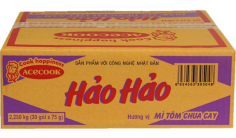 Cook happiness
ACECOOK
SẢN PHẨM VỚI CÔNG NGHỆ NHẬT BẢN
Hảo Hảo
2,250 kg (30 gói x 75 g)
Hương vị MÌ TÔM CHUA CAY